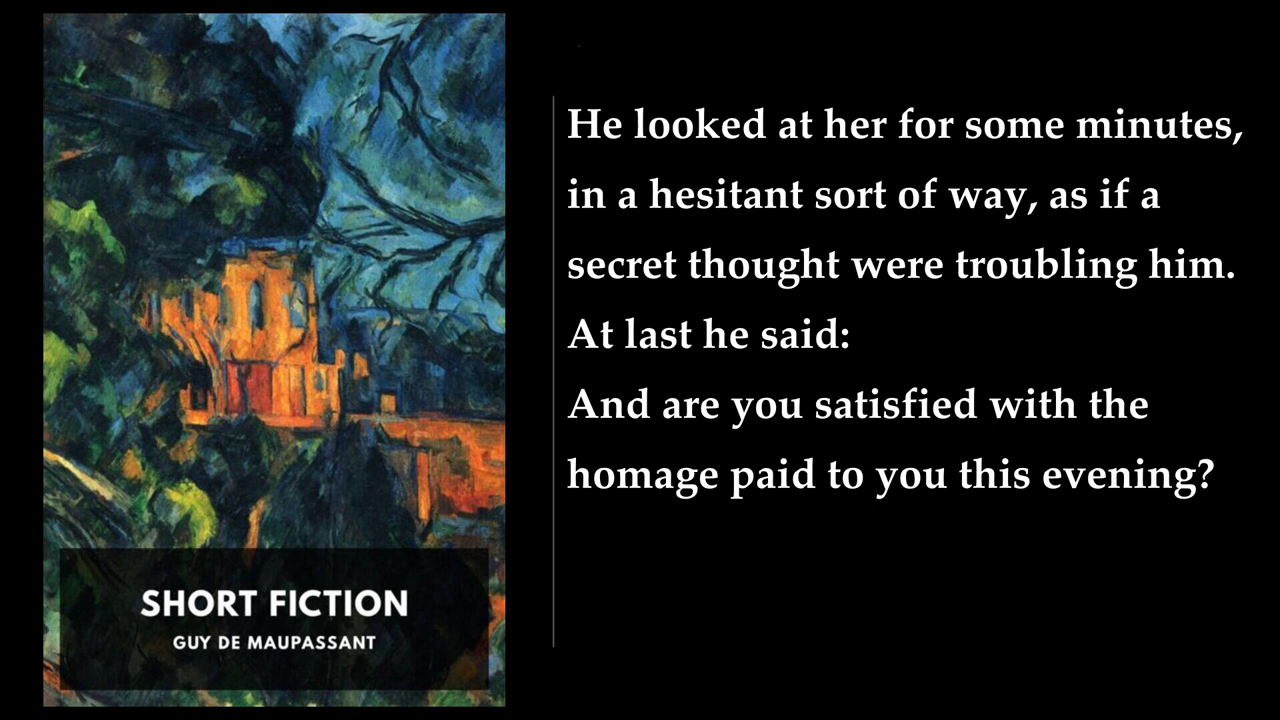 He looked at her for some minutes,
in a hesitant sort of way, as if a
secret thought were troubling him.
At last he said:
And are you satisfied with the
homage paid to you this evening?
SHORT FICTION
GUY DE MAUPASSANT